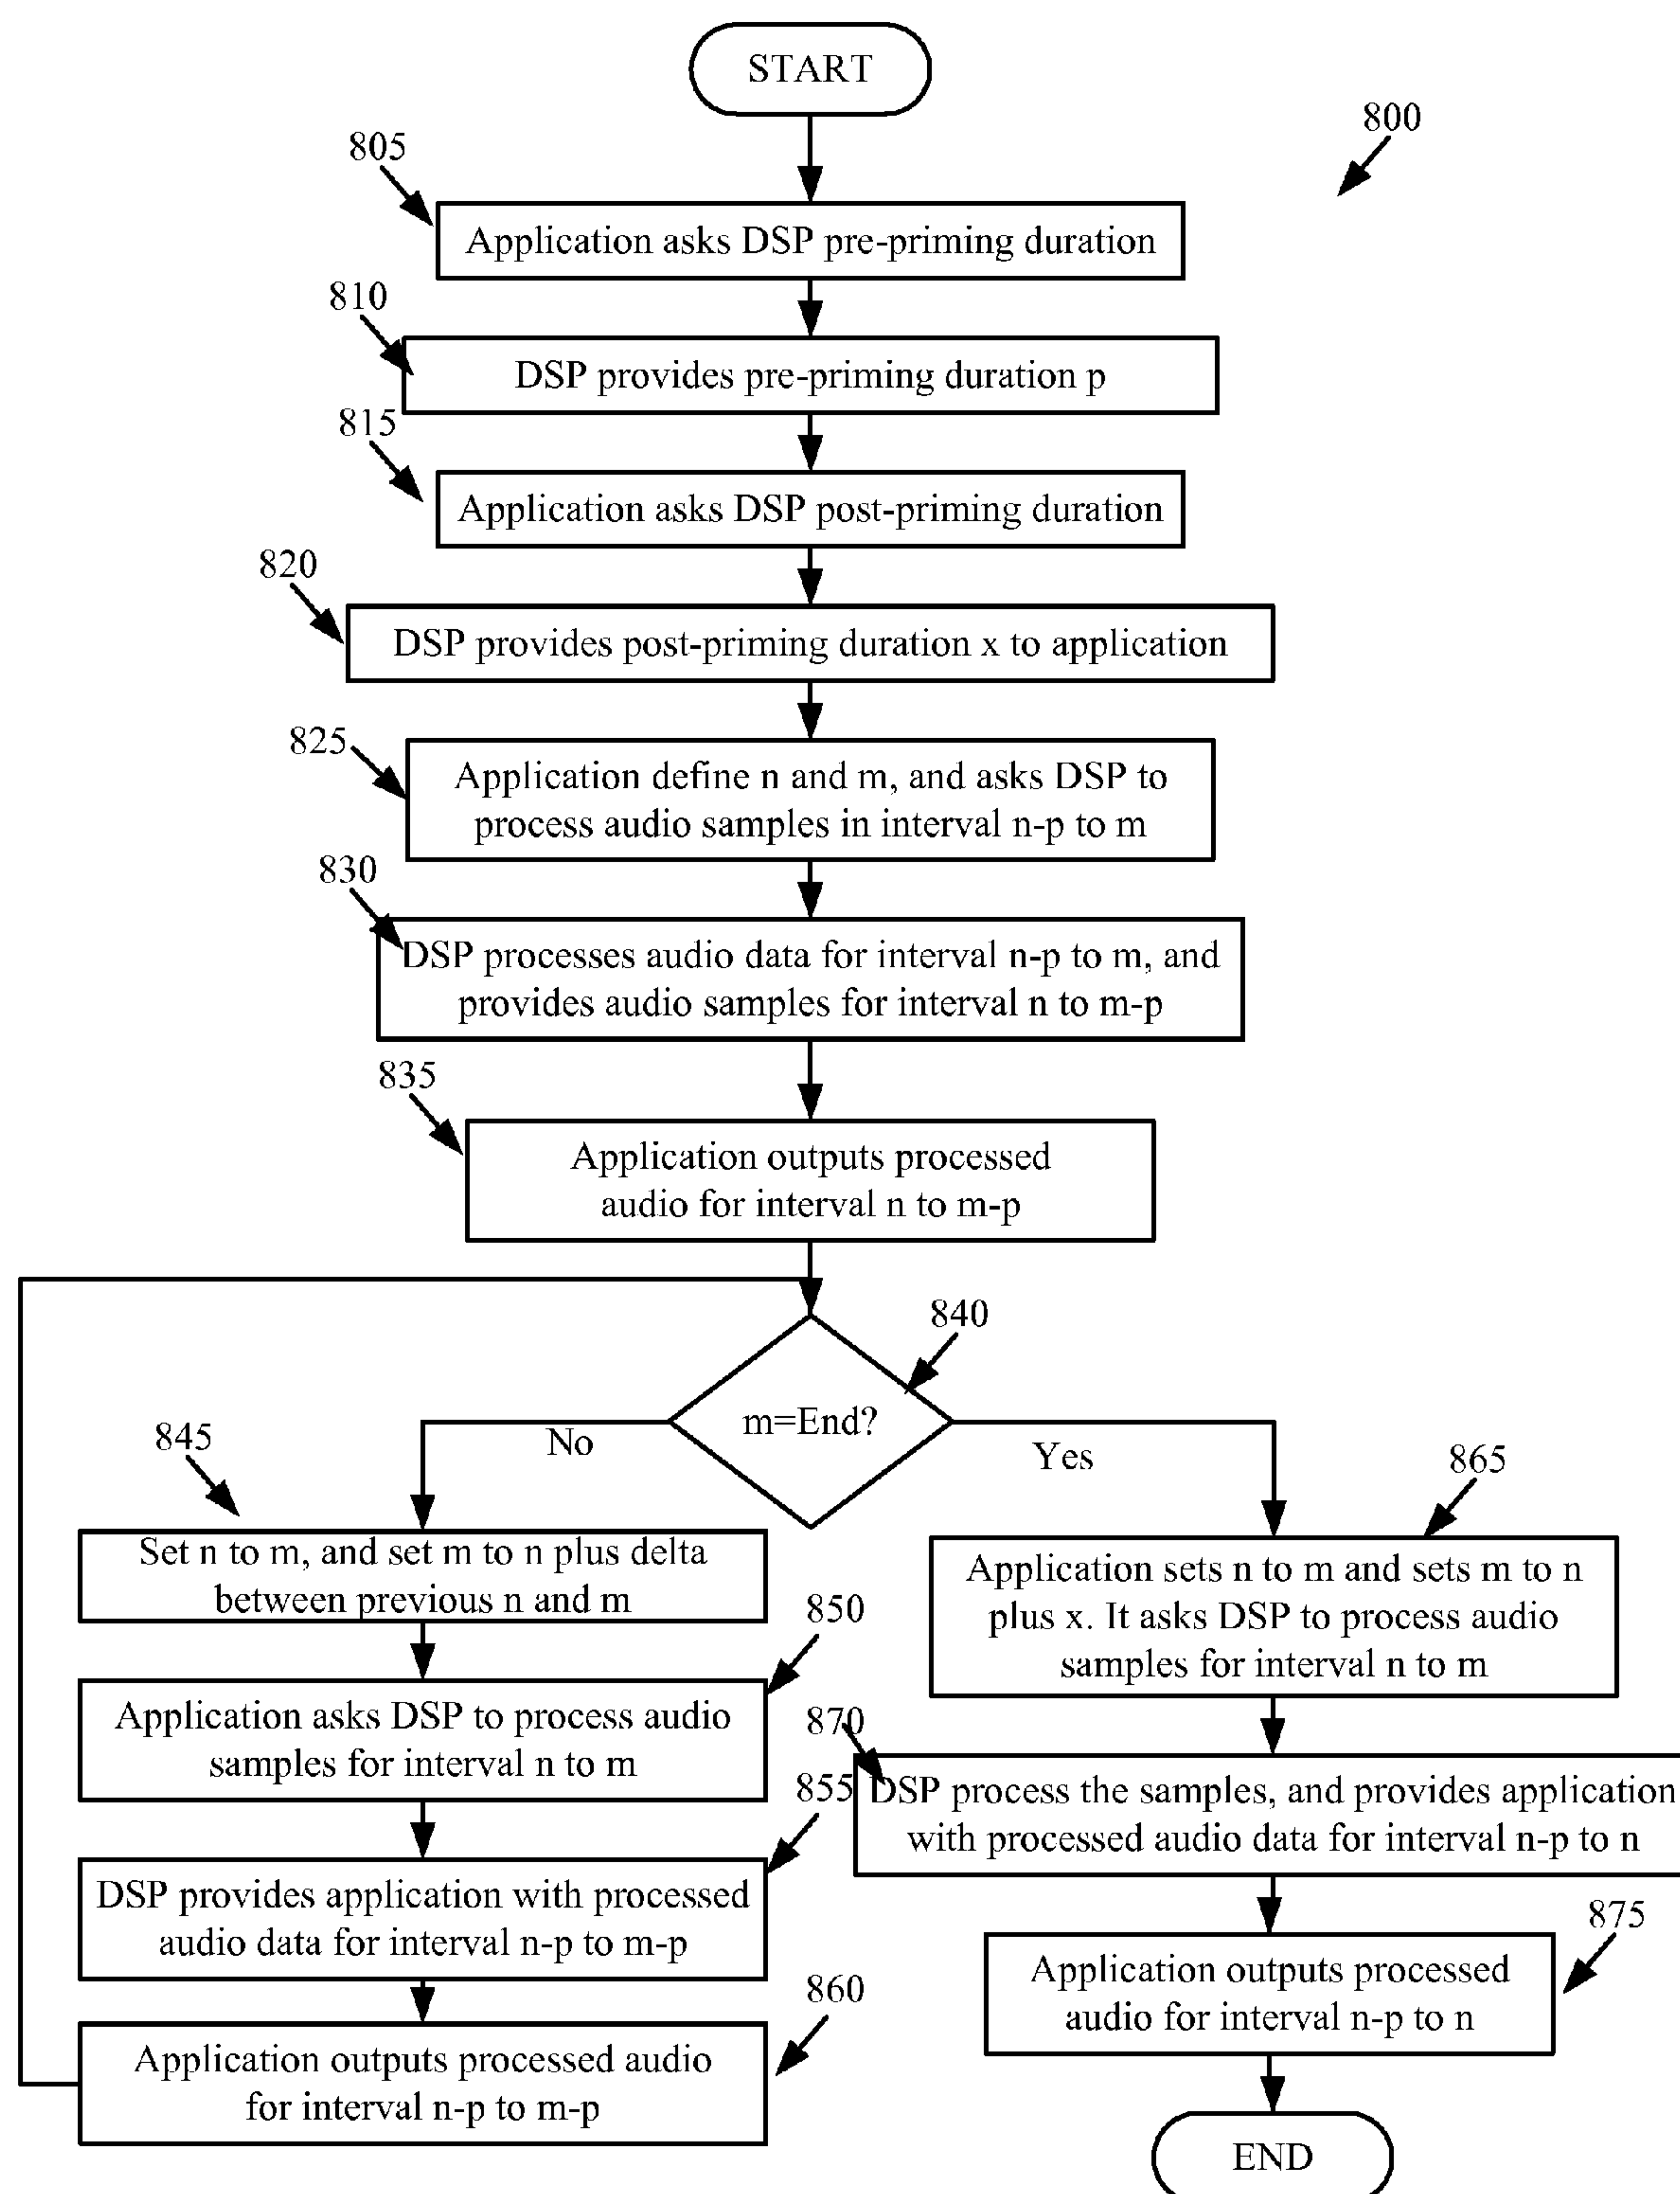 START
800
805
Application asks DSP pre-priming duration
810
DSP provides pre-priming duration p
815
Application asks DSP post-priming duration
820
DSP provides post-priming duration x to application
825
Application define n and m, and asks DSP to
process audio samples in interval n-p to m
830
DSP processes audio data for interval n-p to m, and
provides audio samples for interval n to m-p
835
Application outputs processed
audio for interval n to m-p
840
m=End?
No
Yes
845
Set n to m, and set m to n plus delta
between previous n and m
850
Application asks DSP to process audio
samples for interval n to m
855
DSP provides application with processed
audio data for interval n-p to m-p
860
Application outputs processed audio
for interval n-p to m-p
865
Application sets n to m and sets m to n
plus x. It asks DSP to process audio
samples for interval n to m
870
DSP process the samples, and provides application
with processed audio data for interval n-p to n
875
Application outputs processed
audio for interval n-p to n
END